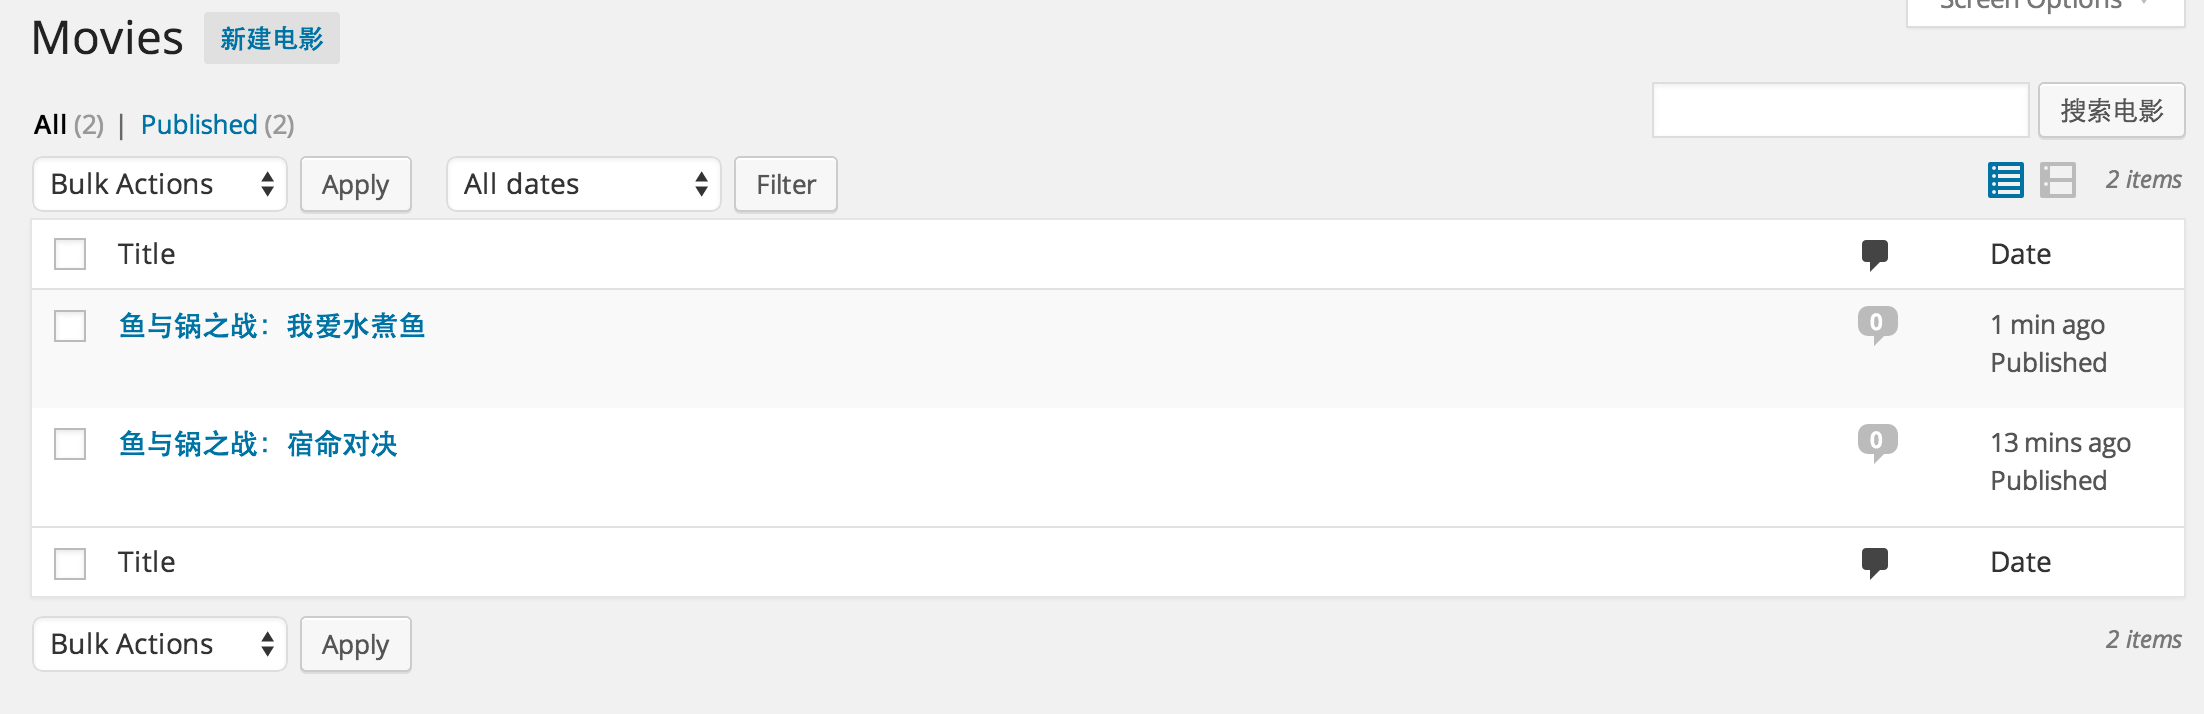 Screen Options
Movies 新建电影
All (2) | Published (2)
搜索电影
Bulk Actions Apply All dates Filter 2 items
Title Date
鱼与锅之战：我爱水煮鱼 0 1 min ago
Published
鱼与锅之战：宿命对决 0 13 mins ago
Published
Title Date
Bulk Actions Apply 2 items